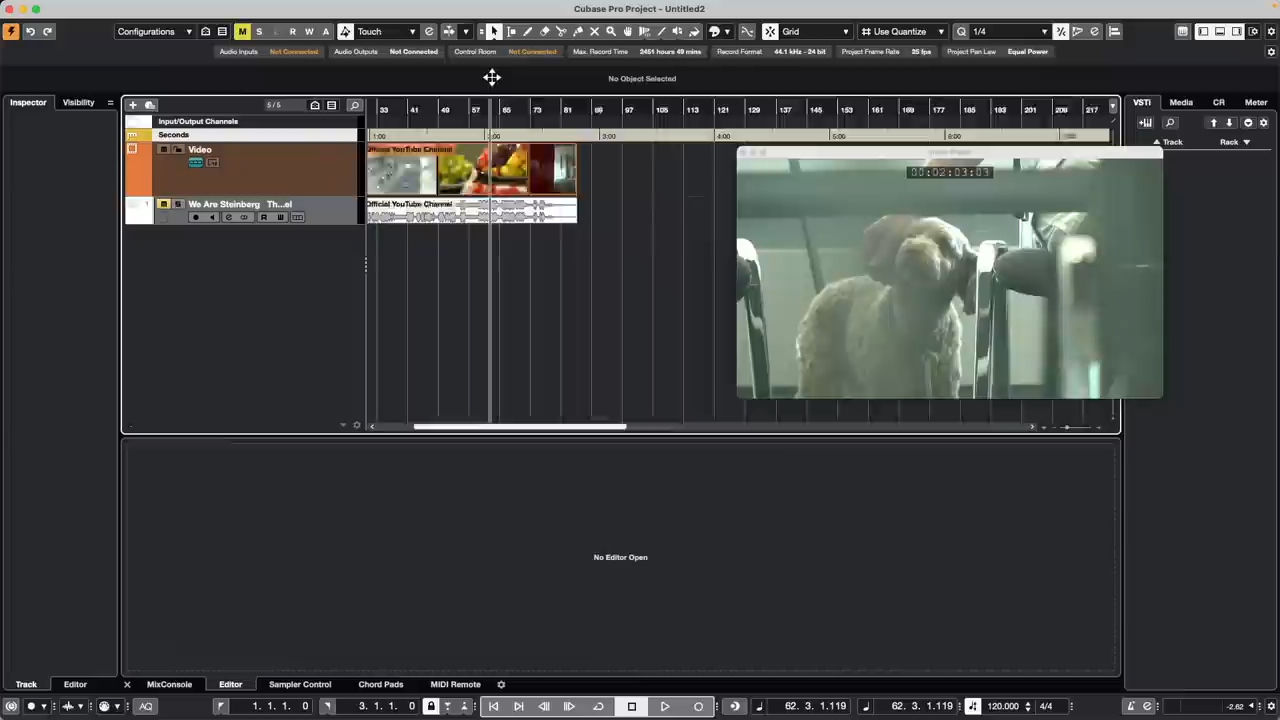 Cubase Pro Project - Untitled2
Configurations M S L R W A Touch Grid Use Quantize 1/4
Audio Inputs Not Connected Audio Outputs Not Connected Control Room Not Connected Max. Record Time 2451 hours 49 mins Record Format 44.1 kHz - 24 bit Project Frame Rate 25 fps Project Pan Law Equal Power
No Object Selected
Inspector Visibility
5/5
33 41 49 57 65 73 81 89 97 105 113 121 129 137 145 153 161 169 177 185 193 201 209 217
VSTi Media CR Meter
Input/Output Channels
Seconds
1:00 2:00 3:00 4:00 5:00 6:00
Track Rack
Video
Official YouTube Channel
00:02:03:03
1 We Are Steinberg Th...el
Official YouTube Channel
R W
No Editor Open
Track Editor MixConsole Editor Sampler Control Chord Pads MIDI Remote
AQ 1. 1. 1. 0 3. 1. 1. 0 62. 3. 1.119 62. 3. 1.119 120.000 4/4 -2.62